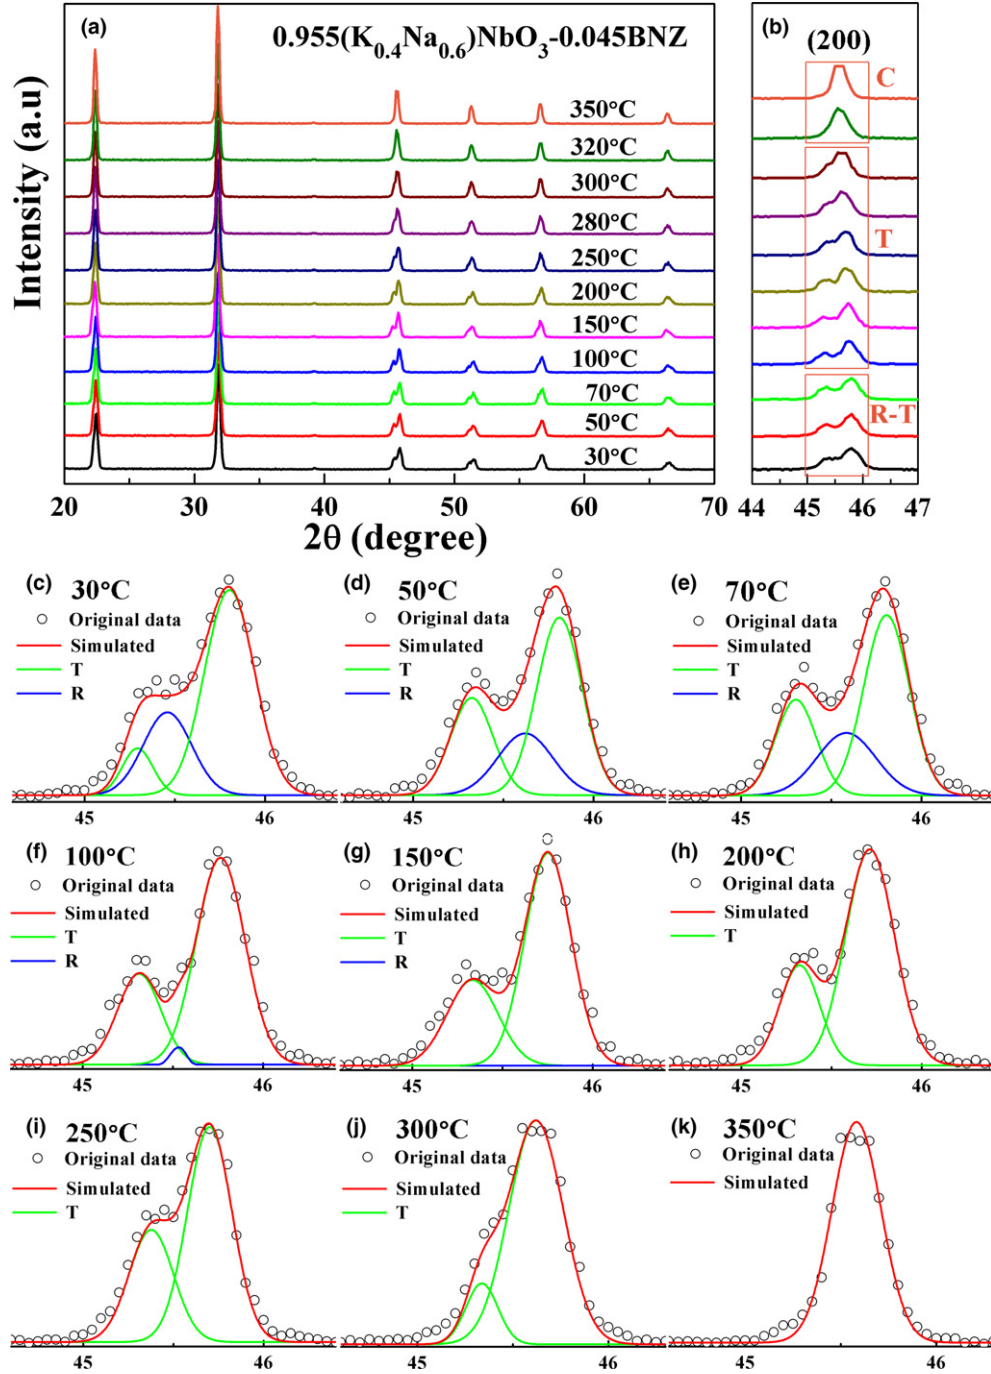 (a) 0.955(K0.4Na0.6)NbO3-0.045BNZ
Intensity (a.u)
350°C
320°C
300°C
280°C
250°C
200°C
150°C
100°C
70°C
50°C
30°C
20 30 40 50 60 70
2θ (degree)
(b) (200)
C
T
R-T
44 45 46 47
(c) 30°C
Original data
Simulated
T
R
45 46
(d) 50°C
Original data
Simulated
T
R
45 46
(e) 70°C
Original data
Simulated
T
R
45 46
(f) 100°C
Original data
Simulated
T
R
45 46
(g) 150°C
Original data
Simulated
T
R
45 46
(h) 200°C
Original data
Simulated
T
45 46
(i) 250°C
Original data
Simulated
T
45 46
(j) 300°C
Original data
Simulated
T
45 46
(k) 350°C
Original data
Simulated
45 46